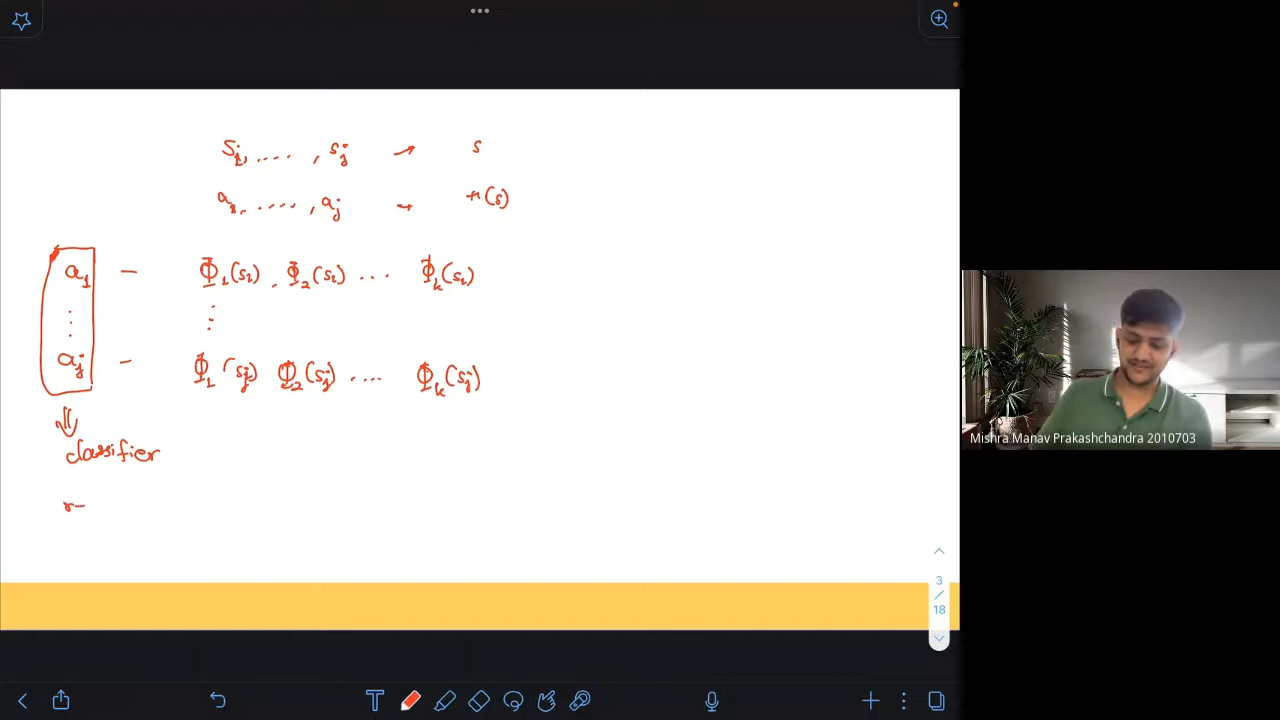 s₁, .... , sⱼ → s
a₁, ..... , aⱼ → π(s)
a₁ — Φ₁(s₁), Φ₂(s₁) ... Φₖ(s₁)
⋮ ⋮
aⱼ — Φ₁(sⱼ) Φ₂(sⱼ) .... Φₖ(sⱼ)
⇓
classifier
Mishra Manav Prakashchandra 2010703
3
/
18
T